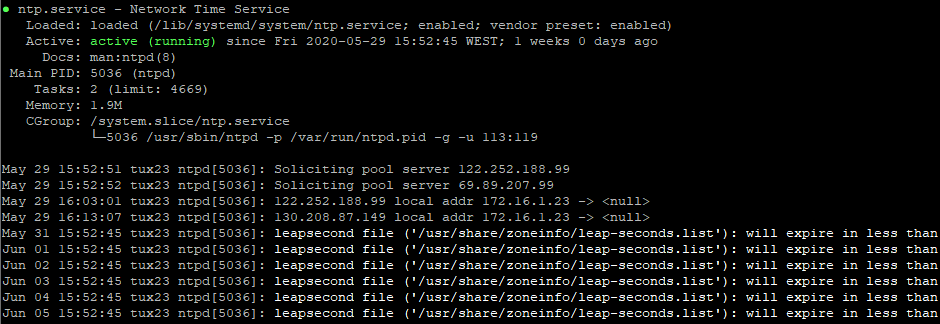 ● ntp.service - Network Time Service
Loaded: loaded (/lib/systemd/system/ntp.service; enabled; vendor preset: enabled)
Active: active (running) since Fri 2020-05-29 15:52:45 WEST; 1 weeks 0 days ago
Docs: man:ntpd(8)
Main PID: 5036 (ntpd)
Tasks: 2 (limit: 4669)
Memory: 1.9M
CGroup: /system.slice/ntp.service
└─5036 /usr/sbin/ntpd -p /var/run/ntpd.pid -g -u 113:119
May 29 15:52:51 tux23 ntpd[5036]: Soliciting pool server 122.252.188.99
May 29 15:52:52 tux23 ntpd[5036]: Soliciting pool server 69.89.207.99
May 29 16:03:01 tux23 ntpd[5036]: 122.252.188.99 local addr 172.16.1.23 -> <null>
May 29 16:13:07 tux23 ntpd[5036]: 130.208.87.149 local addr 172.16.1.23 -> <null>
May 31 15:52:45 tux23 ntpd[5036]: leapsecond file ('/usr/share/zoneinfo/leap-seconds.list'): will expire in less than
Jun 01 15:52:45 tux23 ntpd[5036]: leapsecond file ('/usr/share/zoneinfo/leap-seconds.list'): will expire in less than
Jun 02 15:52:45 tux23 ntpd[5036]: leapsecond file ('/usr/share/zoneinfo/leap-seconds.list'): will expire in less than
Jun 03 15:52:45 tux23 ntpd[5036]: leapsecond file ('/usr/share/zoneinfo/leap-seconds.list'): will expire in less than
Jun 04 15:52:45 tux23 ntpd[5036]: leapsecond file ('/usr/share/zoneinfo/leap-seconds.list'): will expire in less than
Jun 05 15:52:45 tux23 ntpd[5036]: leapsecond file ('/usr/share/zoneinfo/leap-seconds.list'): will expire in less than